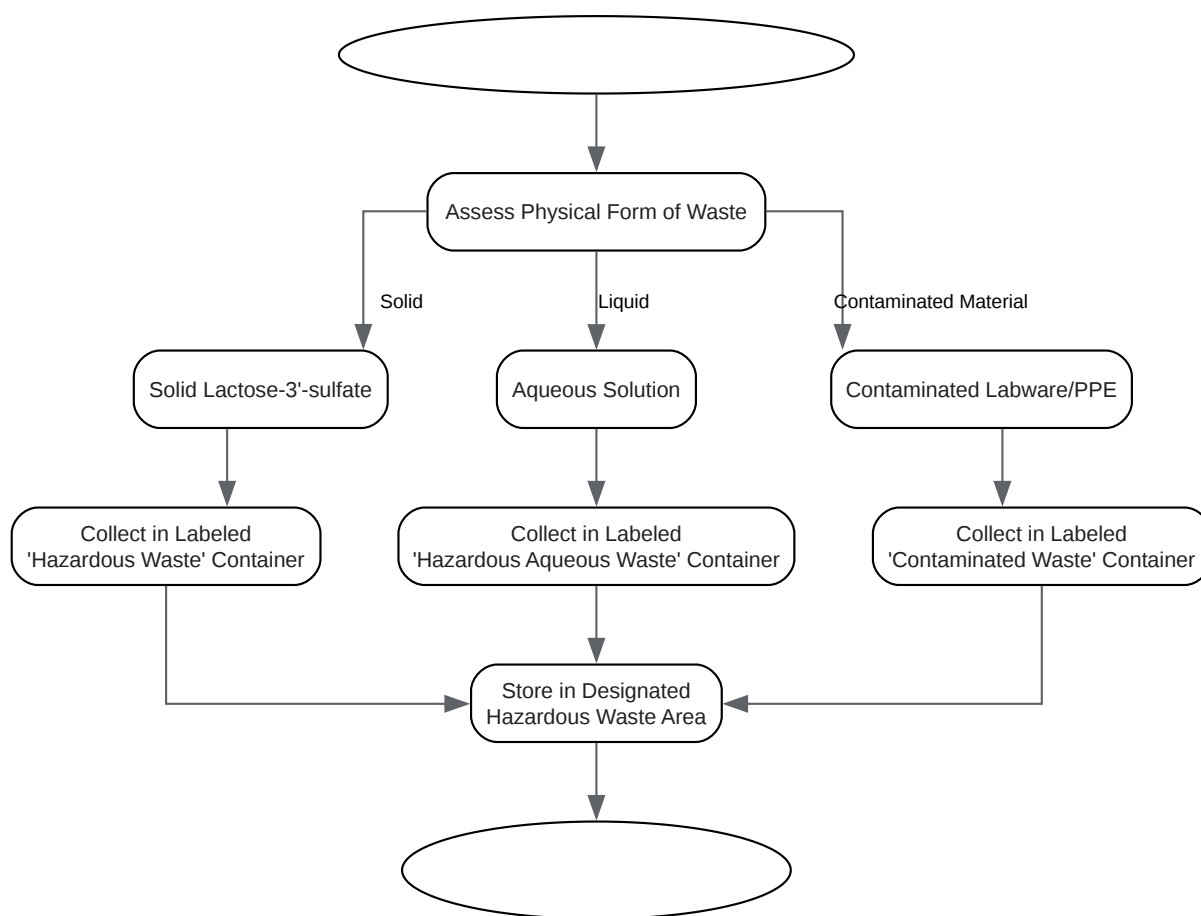 Assess Physical Form of Waste
Solid
Liquid
Contaminated Material
Solid Lactose-3'-sulfate
Aqueous Solution
Contaminated Labware/PPE
Collect in Labeled
'Hazardous Waste' Container
Collect in Labeled
'Hazardous Aqueous Waste' Container
Collect in Labeled
'Contaminated Waste' Container
Store in Designated
Hazardous Waste Area